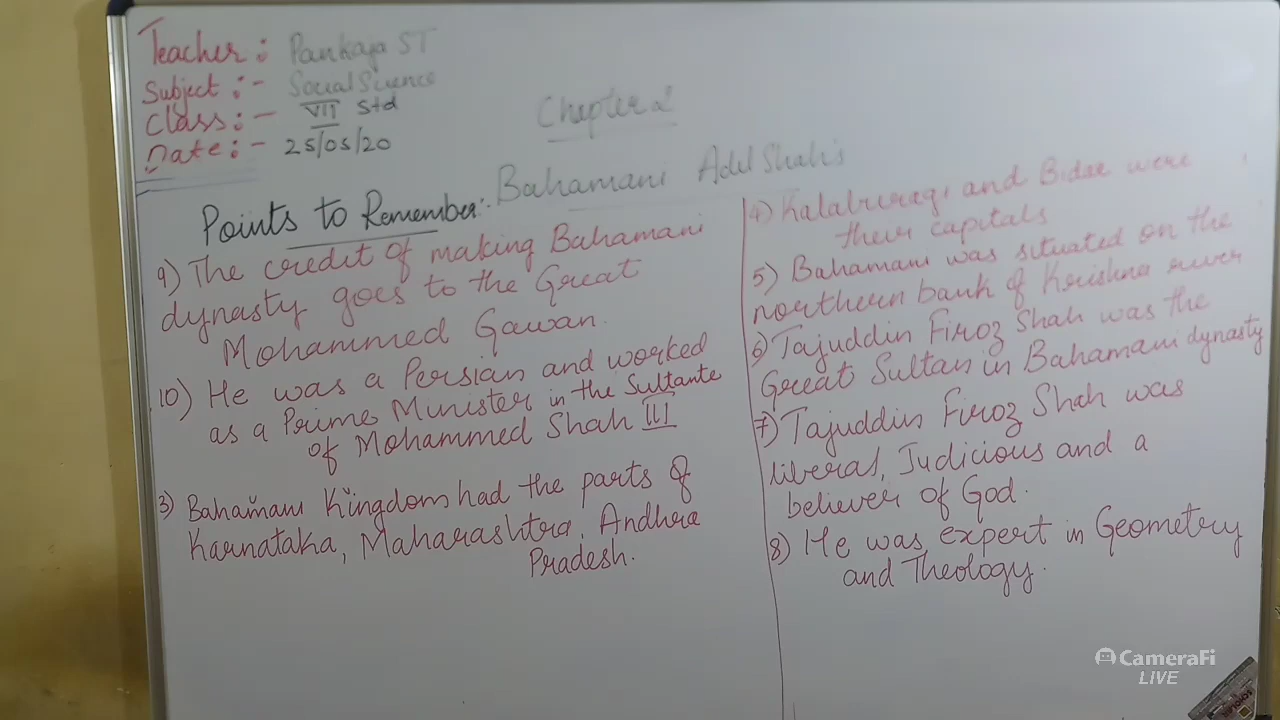 Teacher: Pankaja ST
Subject:- Social Science
Class:- VII Std
Date:- 25/05/20
Chapter 2
Bahamani Adil Shah's
Points to Remember:
9) The credit of making Bahamani
dynasty goes to the Great
Mohammed Gawan.
10) He was a Persian and worked
as a Prime Minister in the Sultante
of Mohammed Shah III
3) Bahamani Kingdom had the parts of
Karnataka, Maharashtra, Andhra
Pradesh.
4) Kalaburagi and Bidar were
their capitals
5) Bahamani was situated on the
northern bank of Krishna river
6) Tajuddin Firoz Shah was the
Great Sultan in Bahamani dynasty
7) Tajuddin Firoz Shah was
liberal, Judicious and a
believer of God.
8) He was expert in Geometry
and Theology.
CameraFi
LIVE